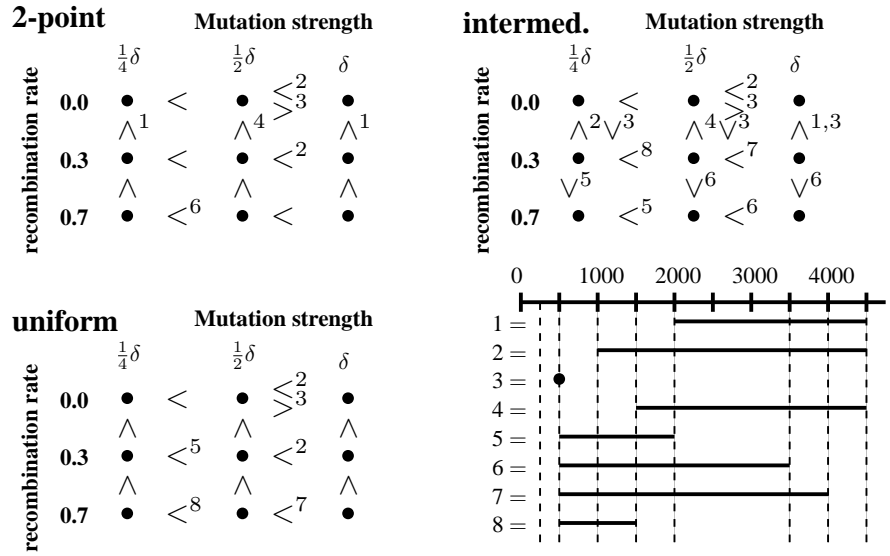 2-point
Mutation strength
recombination rate
¼δ ½δ δ
0.0 • < • <² >³ •
∧¹ ∧⁴ ∧¹
0.3 • < • <² •
∧ ∧ ∧
0.7 • <⁶ • < •
intermed.
Mutation strength
recombination rate
¼δ ½δ δ
0.0 • < • <² >³ •
∧² ∨³ ∧⁴ ∨³ ∧¹,³
0.3 • <⁸ • <⁷ •
∨⁵ ∨⁶ ∨⁶
0.7 • <⁵ • <⁶ •
uniform
Mutation strength
recombination rate
¼δ ½δ δ
0.0 • < • <² >³ •
∧ ∧ ∧
0.3 • <⁵ • <² •
∧ ∧ ∧
0.7 • <⁸ • <⁷ •
0 1000 2000 3000 4000
1 =
2 =
3 =
4 =
5 =
6 =
7 =
8 =